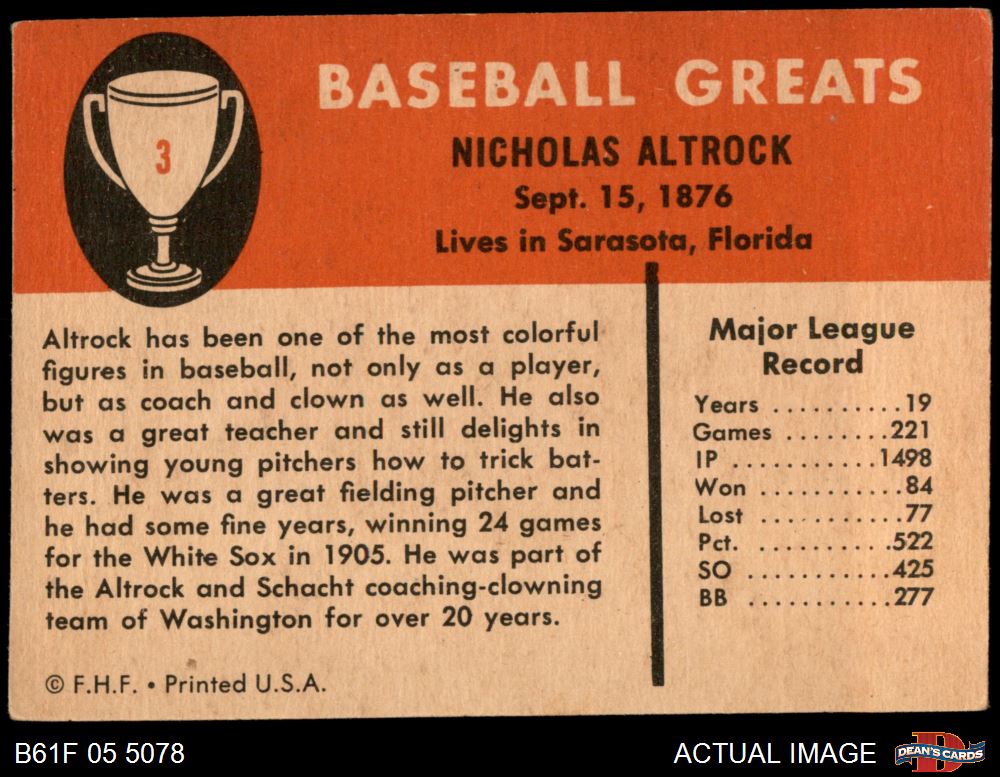 3
BASEBALL GREATS
NICHOLAS ALTROCK
Sept. 15, 1876
Lives in Sarasota, Florida
Altrock has been one of the most colorful
figures in baseball, not only as a player,
but as coach and clown as well. He also
was a great teacher and still delights in
showing young pitchers how to trick bat-
ters. He was a great fielding pitcher and
he had some fine years, winning 24 games
for the White Sox in 1905. He was part of
the Altrock and Schacht coaching-clowning
team of Washington for over 20 years.
© F.H.F. • Printed U.S.A.
Major League
Record
Years ..........19
Games ........221
IP ............1498
Won ...........84
Lost ...........77
Pct. ..........522
SO ...........425
BB ...........277
B61F 05 5078
ACTUAL IMAGE
DEAN'S CARDS